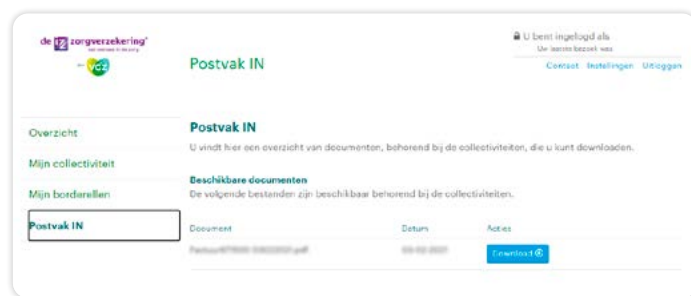 de zorgverzekering
VGZ
Postvak IN
U bent ingelogd als
Uw laatste bezoek was
Contact Instellingen Uitloggen
Overzicht
Mijn collectiviteit
Mijn borderellen
Postvak IN
Postvak IN
U vindt hier een overzicht van documenten, behorend bij de collectiviteiten, die u kunt downloaden.
Beschikbare documenten
De volgende bestanden zijn beschikbaar behorend bij de collectiviteiten.
Document Datum Acties
Download